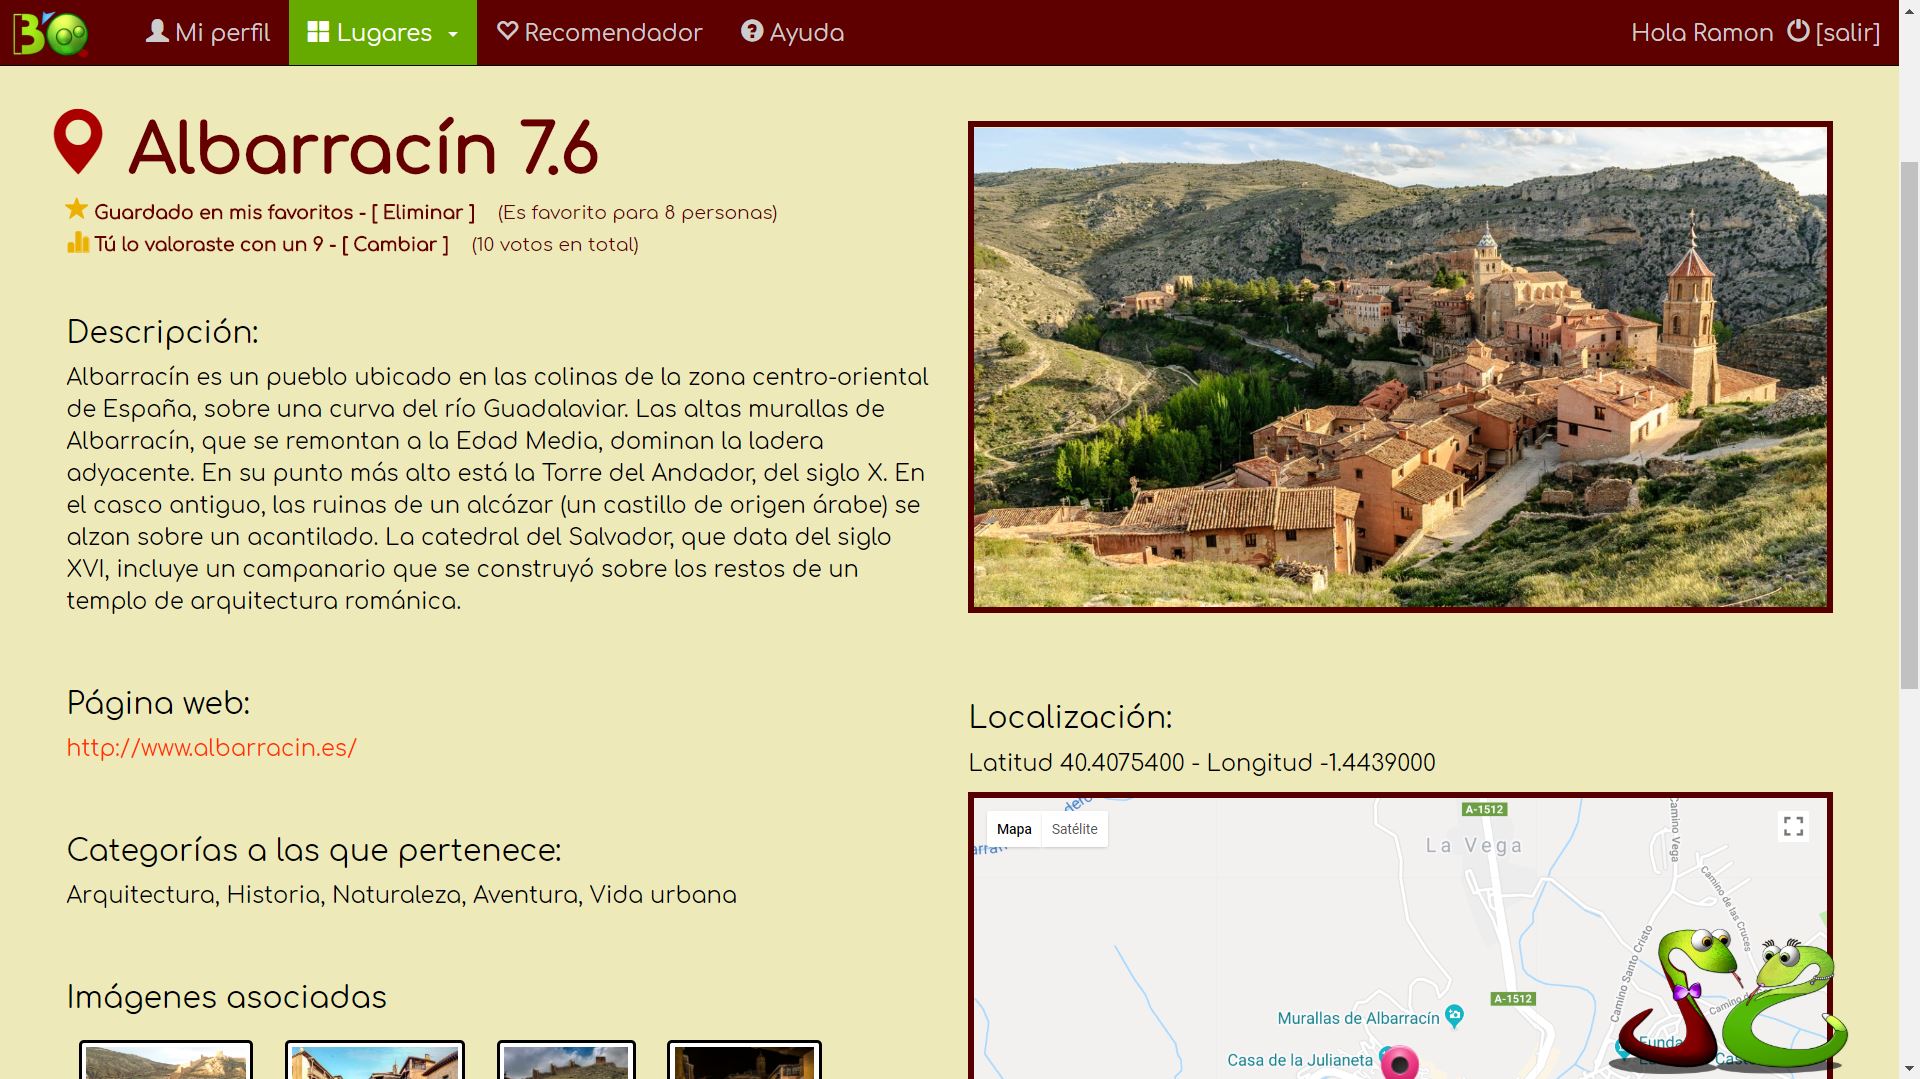 Mi perfil
Lugares
Recomendador
Ayuda
Hola Ramon
[salir]
Albarracín 7.6
Guardado en mis favoritos - [ Eliminar ] (Es favorito para 8 personas)
Tú lo valoraste con un 9 - [ Cambiar ] (10 votos en total)
Descripción:
Albarracín es un pueblo ubicado en las colinas de la zona centro-oriental
de España, sobre una curva del río Guadalaviar. Las altas murallas de
Albarracín, que se remontan a la Edad Media, dominan la ladera
adyacente. En su punto más alto está la Torre del Andador, del siglo X. En
el casco antiguo, las ruinas de un alcázar (un castillo de origen árabe) se
alzan sobre un acantilado. La catedral del Salvador, que data del siglo
XVI, incluye un campanario que se construyó sobre los restos de un
templo de arquitectura románica.
Página web:
http://www.albarracin.es/
Categorías a las que pertenece:
Arquitectura, Historia, Naturaleza, Aventura, Vida urbana
Imágenes asociadas
Localización:
Latitud 40.4075400 - Longitud -1.4439000
Mapa
Satélite
A-1512
La Vega
Camino Vega
Camino de las Cruces
Camino Santo Cristo
A-1512
Murallas de Albarracín
Casa de la Julianeta